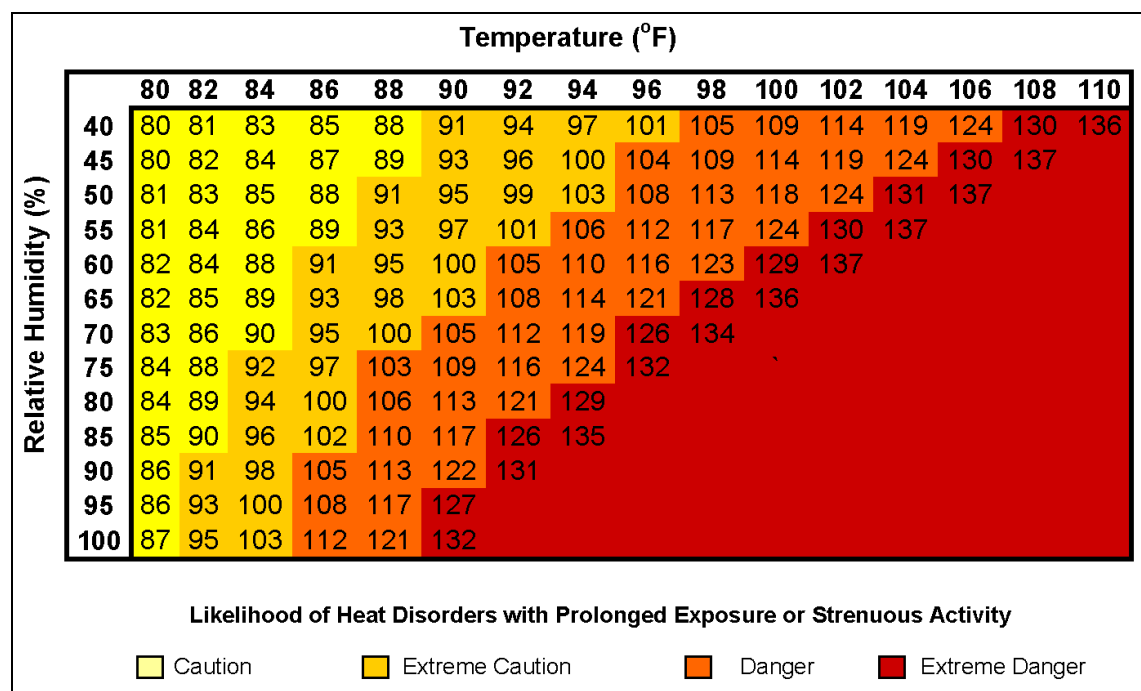 Temperature (°F)
80 82 84 86 88 90 92 94 96 98 100 102 104 106 108 110
Relative Humidity (%)
40 80 81 83 85 88 91 94 97 101 105 109 114 119 124 130 136
45 80 82 84 87 89 93 96 100 104 109 114 119 124 130 137
50 81 83 85 88 91 95 99 103 108 113 118 124 131 137
55 81 84 86 89 93 97 101 106 112 117 124 130 137
60 82 84 88 91 95 100 105 110 116 123 129 137
65 82 85 89 93 98 103 108 114 121 128 136
70 83 86 90 95 100 105 112 119 126 134
75 84 88 92 97 103 109 116 124 132 `
80 84 89 94 100 106 113 121 129
85 85 90 96 102 110 117 126 135
90 86 91 98 105 113 122 131
95 86 93 100 108 117 127
100 87 95 103 112 121 132
Likelihood of Heat Disorders with Prolonged Exposure or Strenuous Activity
Caution Extreme Caution Danger Extreme Danger